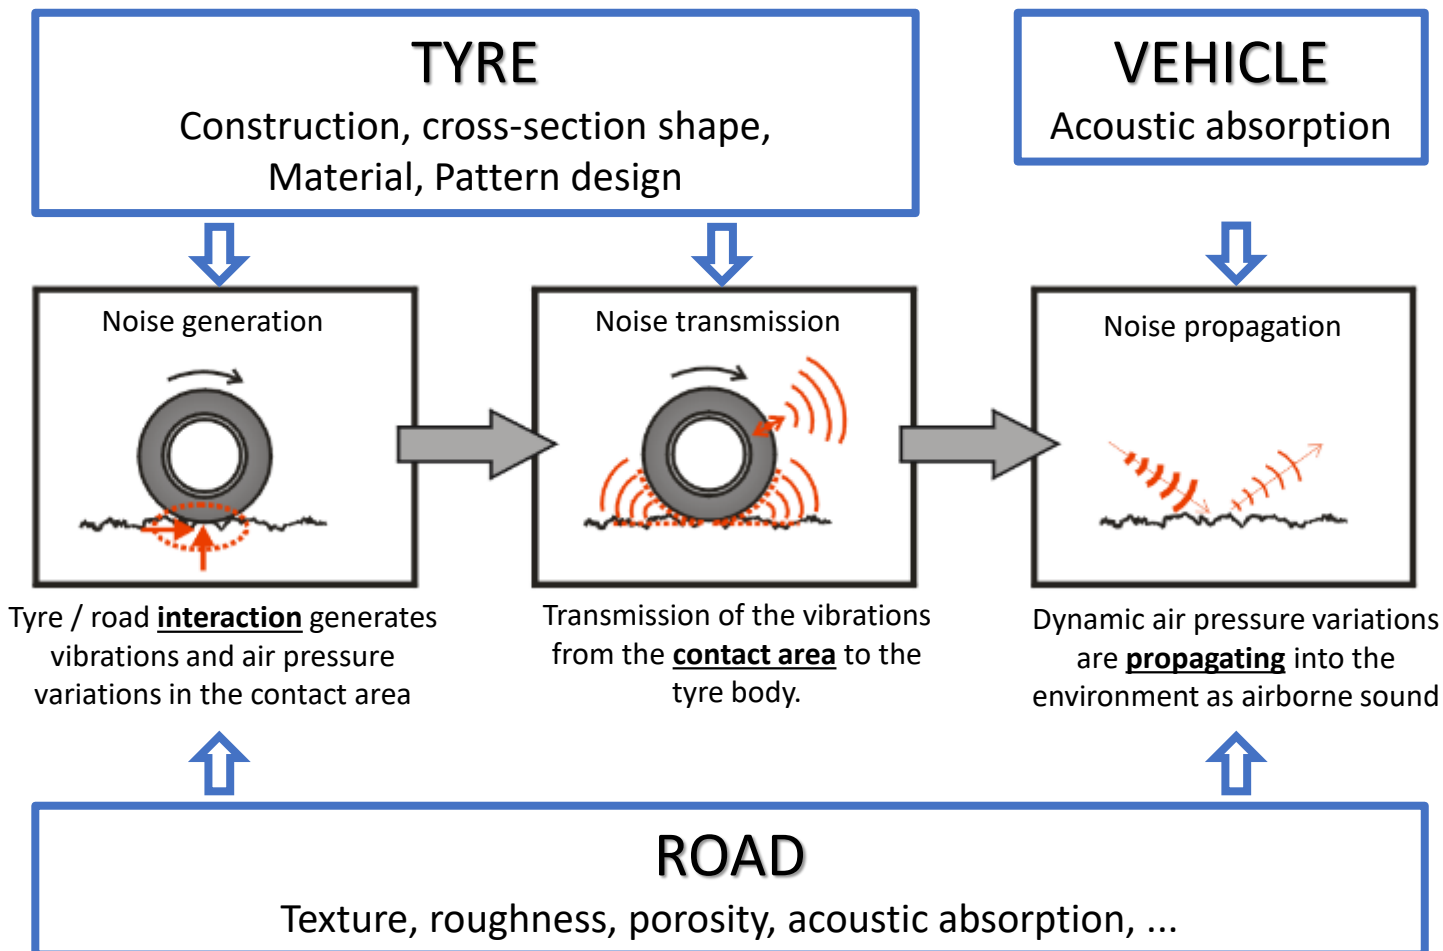 TYRE
Construction, cross-section shape,
Material, Pattern design
VEHICLE
Acoustic absorption
Noise generation
Noise transmission
Noise propagation
Tyre / road interaction generates
vibrations and air pressure
variations in the contact area
Transmission of the vibrations
from the contact area to the
tyre body.
Dynamic air pressure variations
are propagating into the
environment as airborne sound
ROAD
Texture, roughness, porosity, acoustic absorption, ...